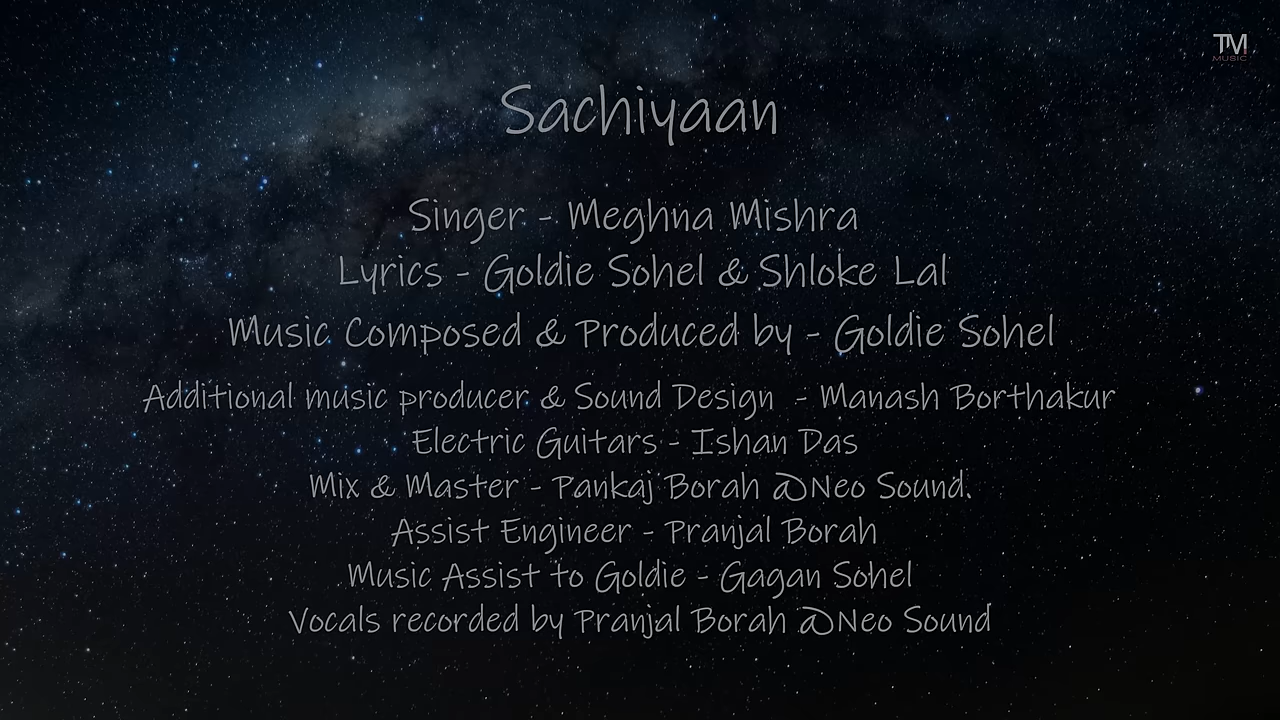 TM
MUSIC
Sachiyaan
Singer - Meghna Mishra
Lyrics - Goldie Sohel & Shloke Lal
Music Composed & Produced by - Goldie Sohel
Additional music producer & Sound Design - Manash Borthakur
Electric Guitars - Ishan Das
Mix & Master - Pankaj Borah @Neo Sound.
Assist Engineer - Pranjal Borah
Music Assist to Goldie - Gagan Sohel
Vocals recorded by Pranjal Borah @Neo Sound